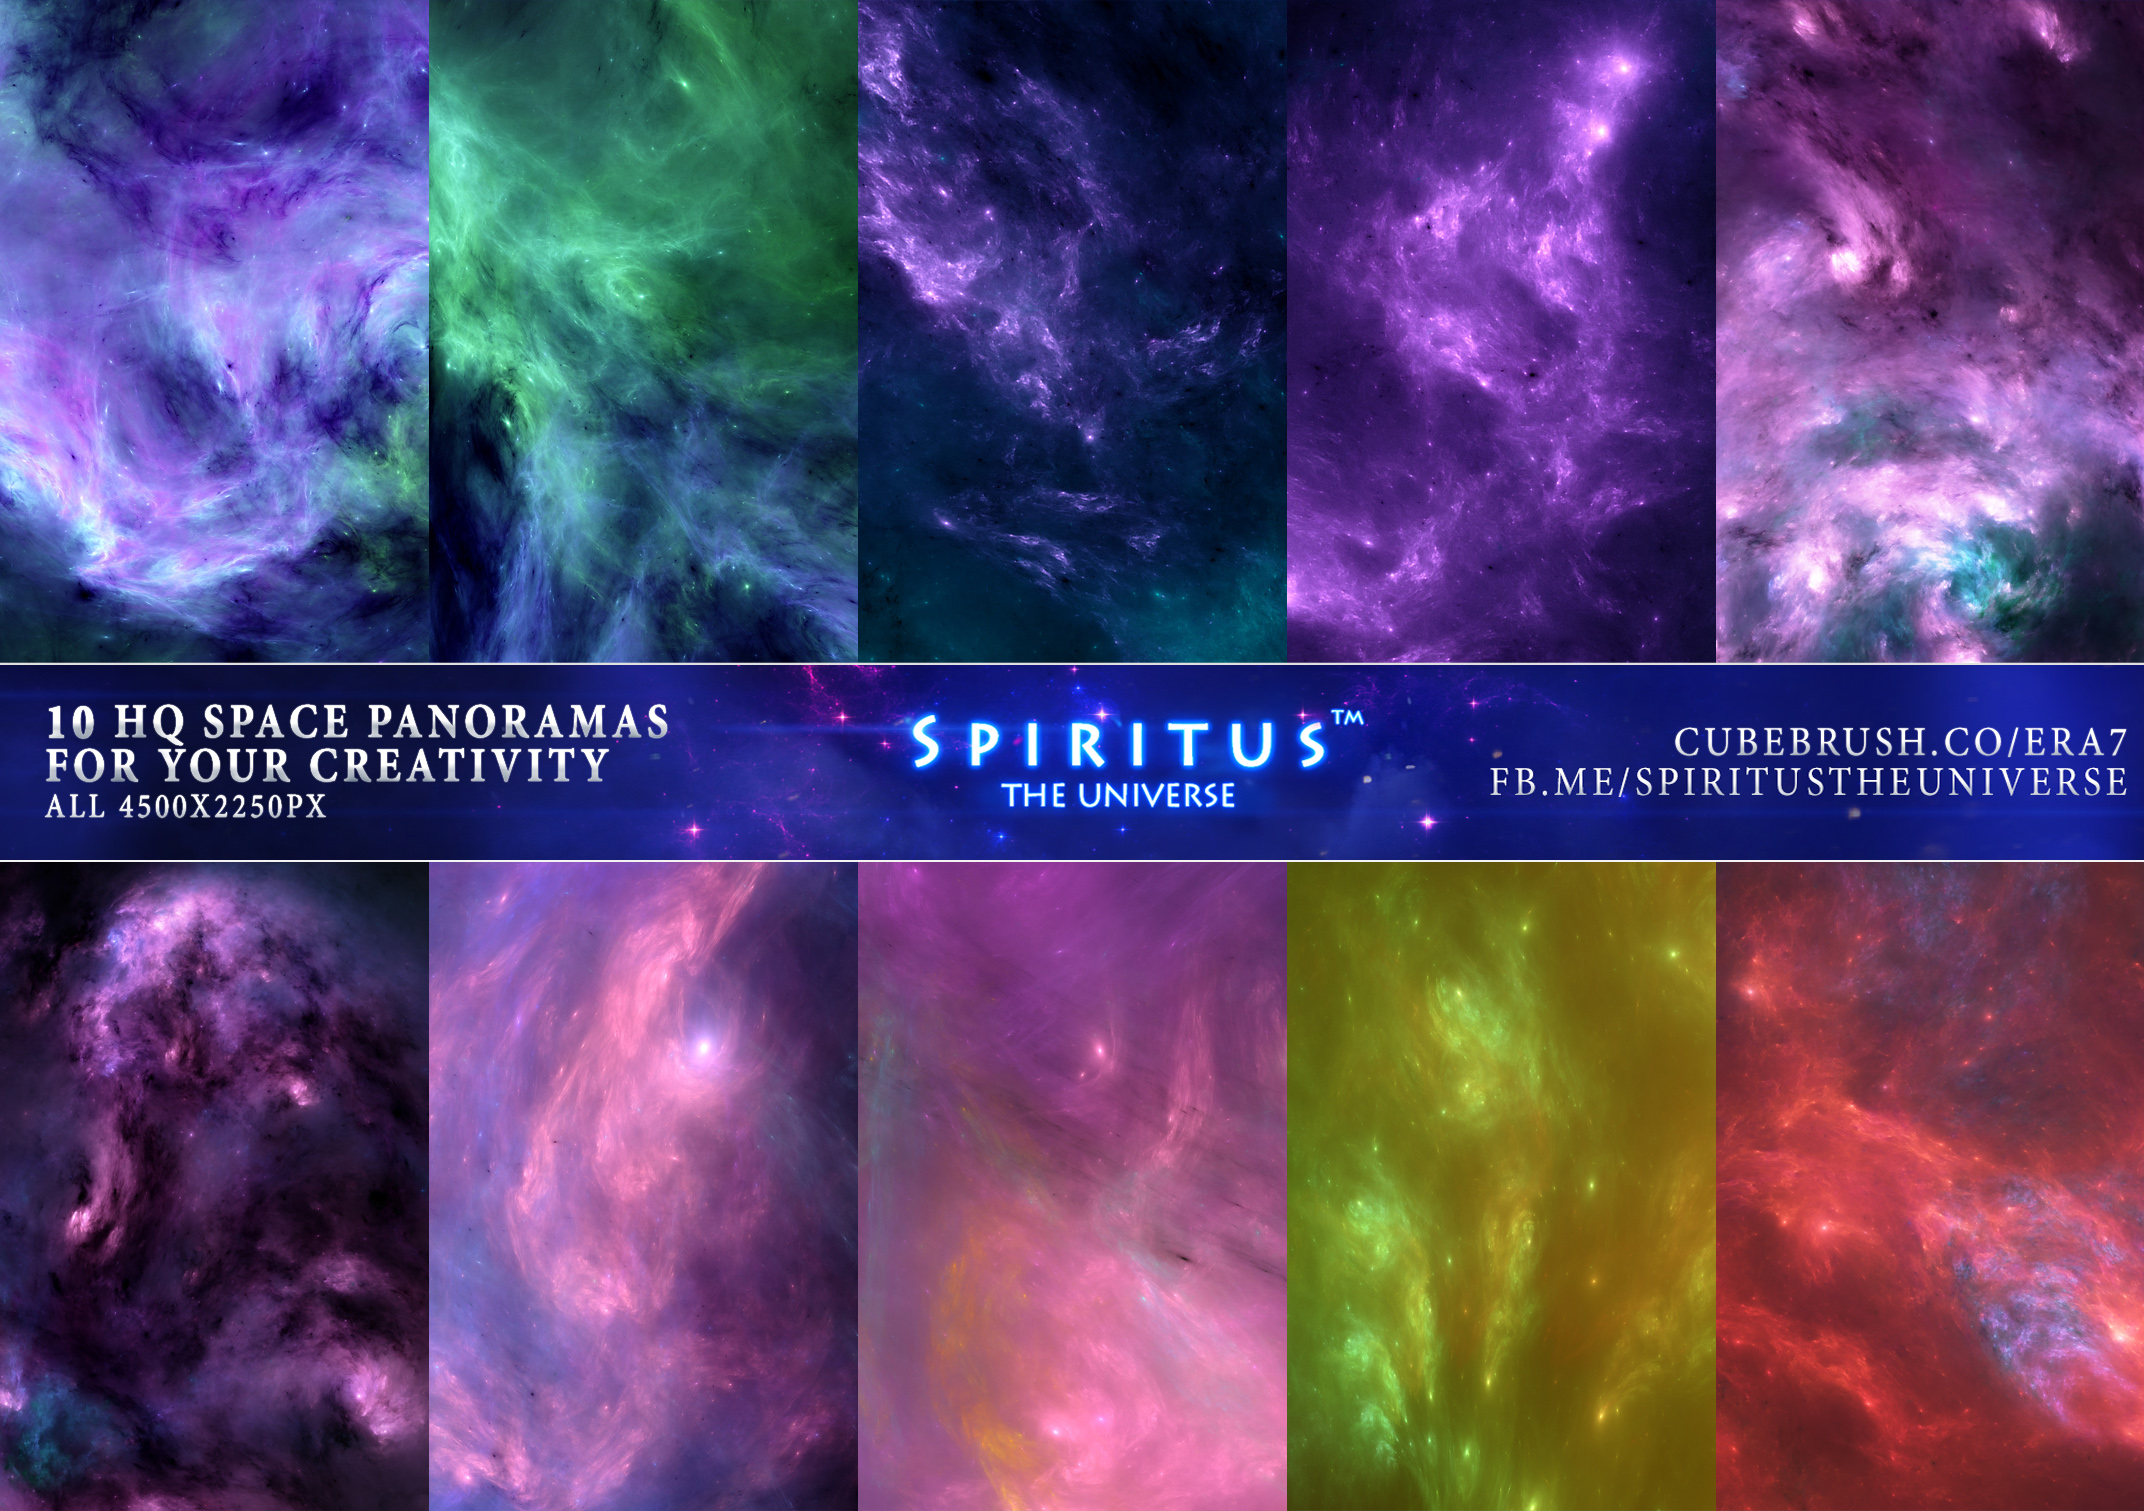 10 HQ SPACE PANORAMAS
FOR YOUR CREATIVITY
ALL 4500X2250PX
SPIRITUS™
THE UNIVERSE
CUBEBRUSH.CO/ERA7
FB.ME/SPIRITUSTHEUNIVERSE